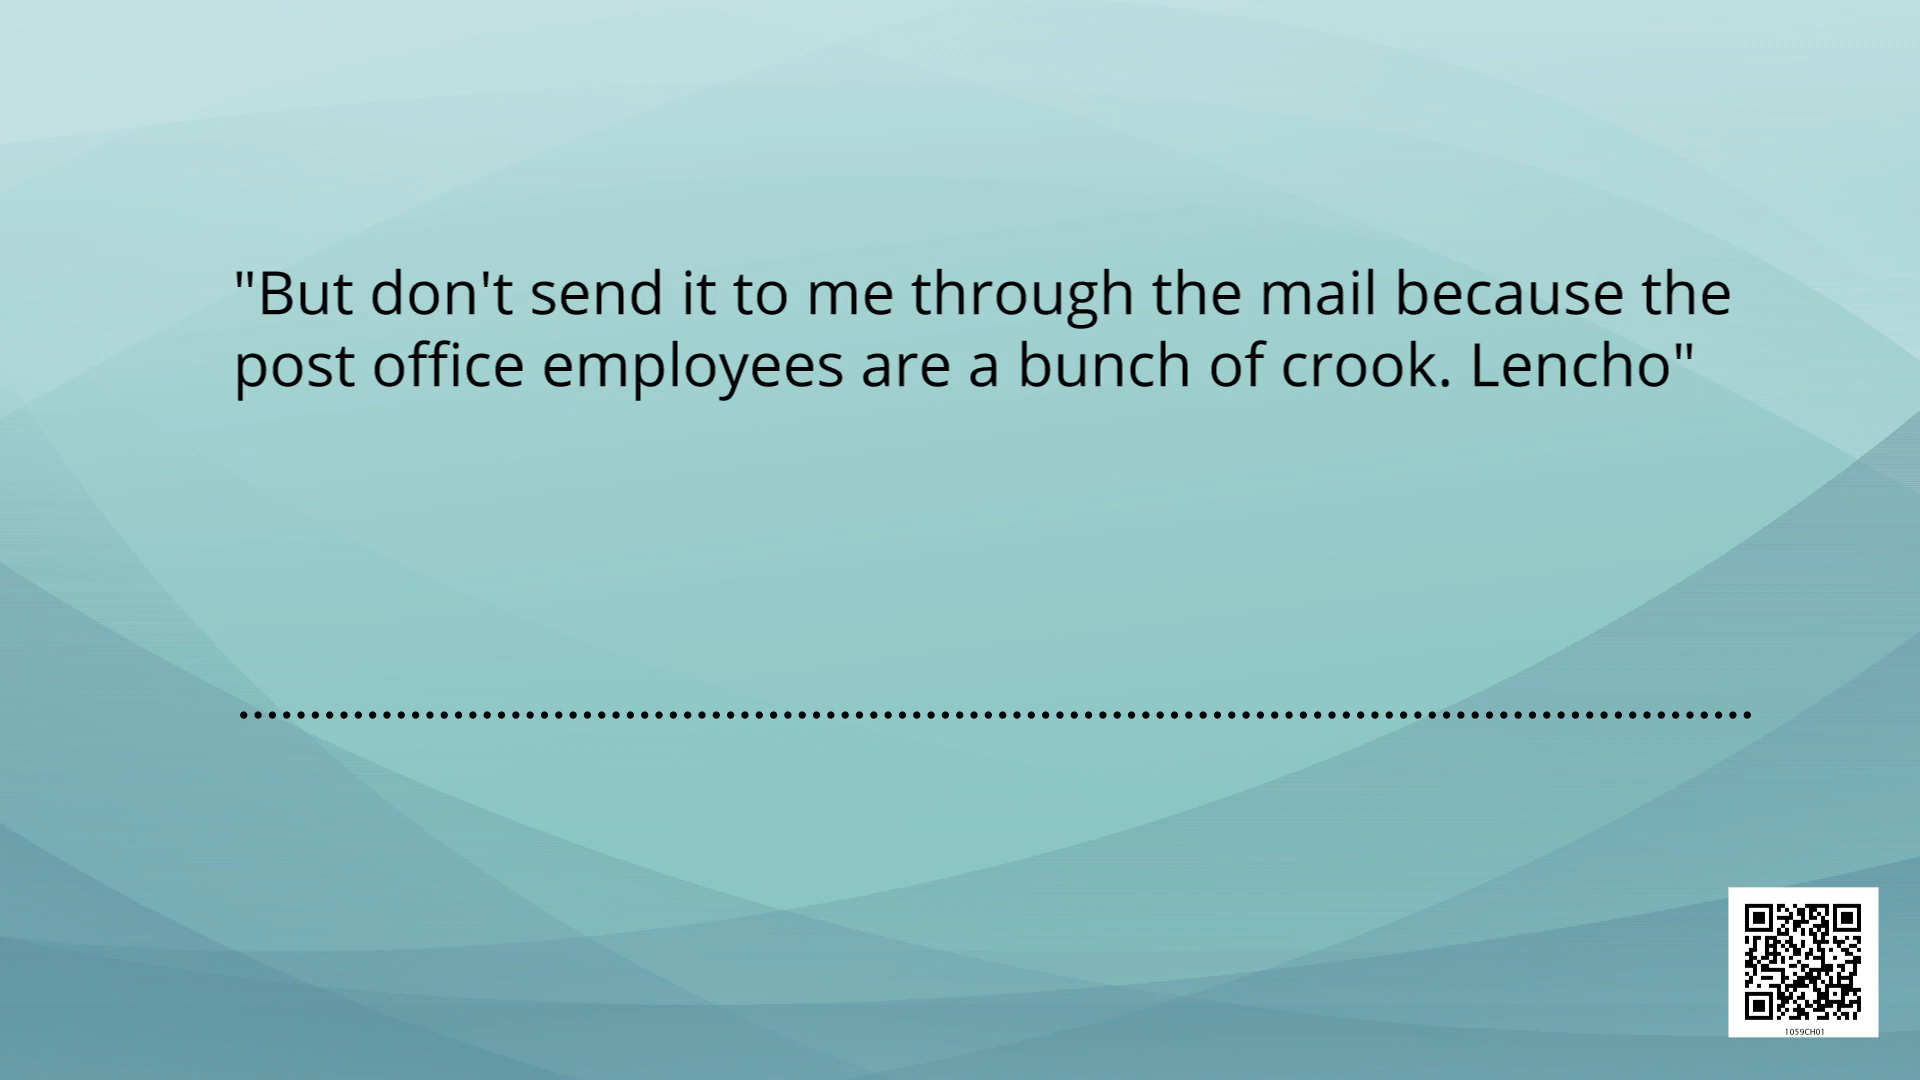 "But don't send it to me through the mail because the
post office employees are a bunch of crook. Lencho"
1059CH01